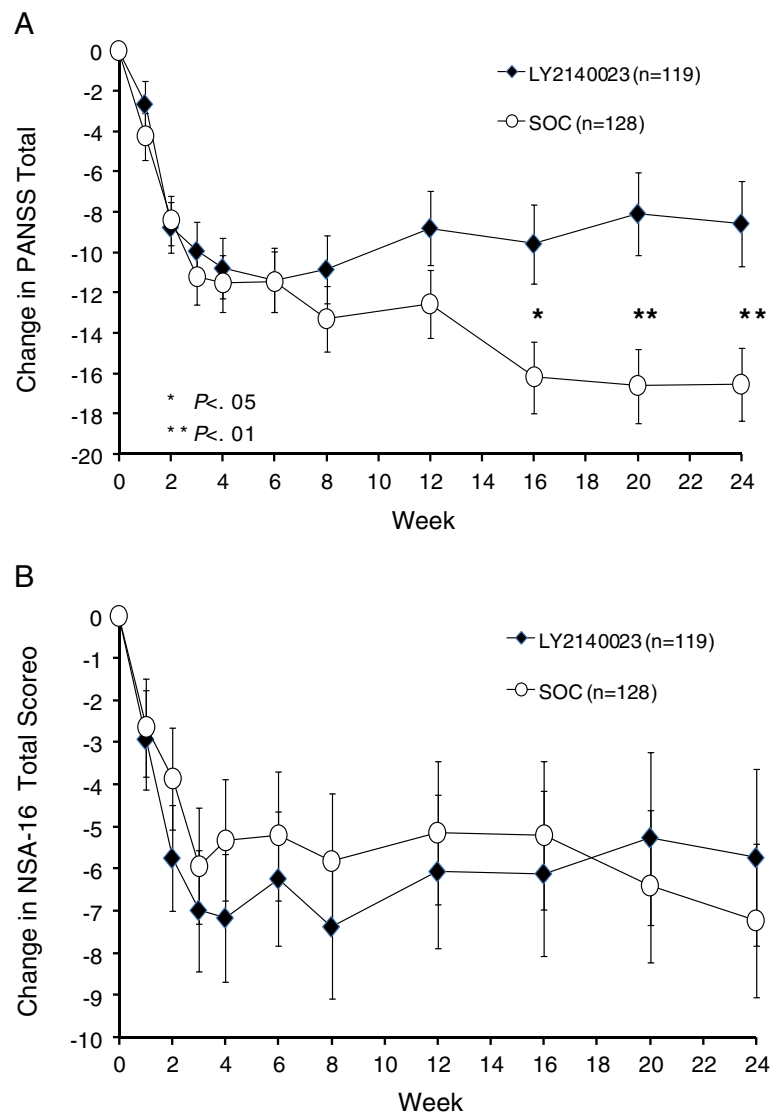 A
Change in PANSS Total
0
-2
-4
-6
-8
-10
-12
-14
-16
-18
-20
LY2140023 (n=119)
SOC (n=128)
*
**
**
* P<. 05
** P<. 01
0 2 4 6 8 10 12 14 16 18 20 22 24
Week
B
Change in NSA-16 Total Scoreo
0
-1
-2
-3
-4
-5
-6
-7
-8
-9
-10
LY2140023 (n=119)
SOC (n=128)
0 2 4 6 8 10 12 14 16 18 20 22 24
Week